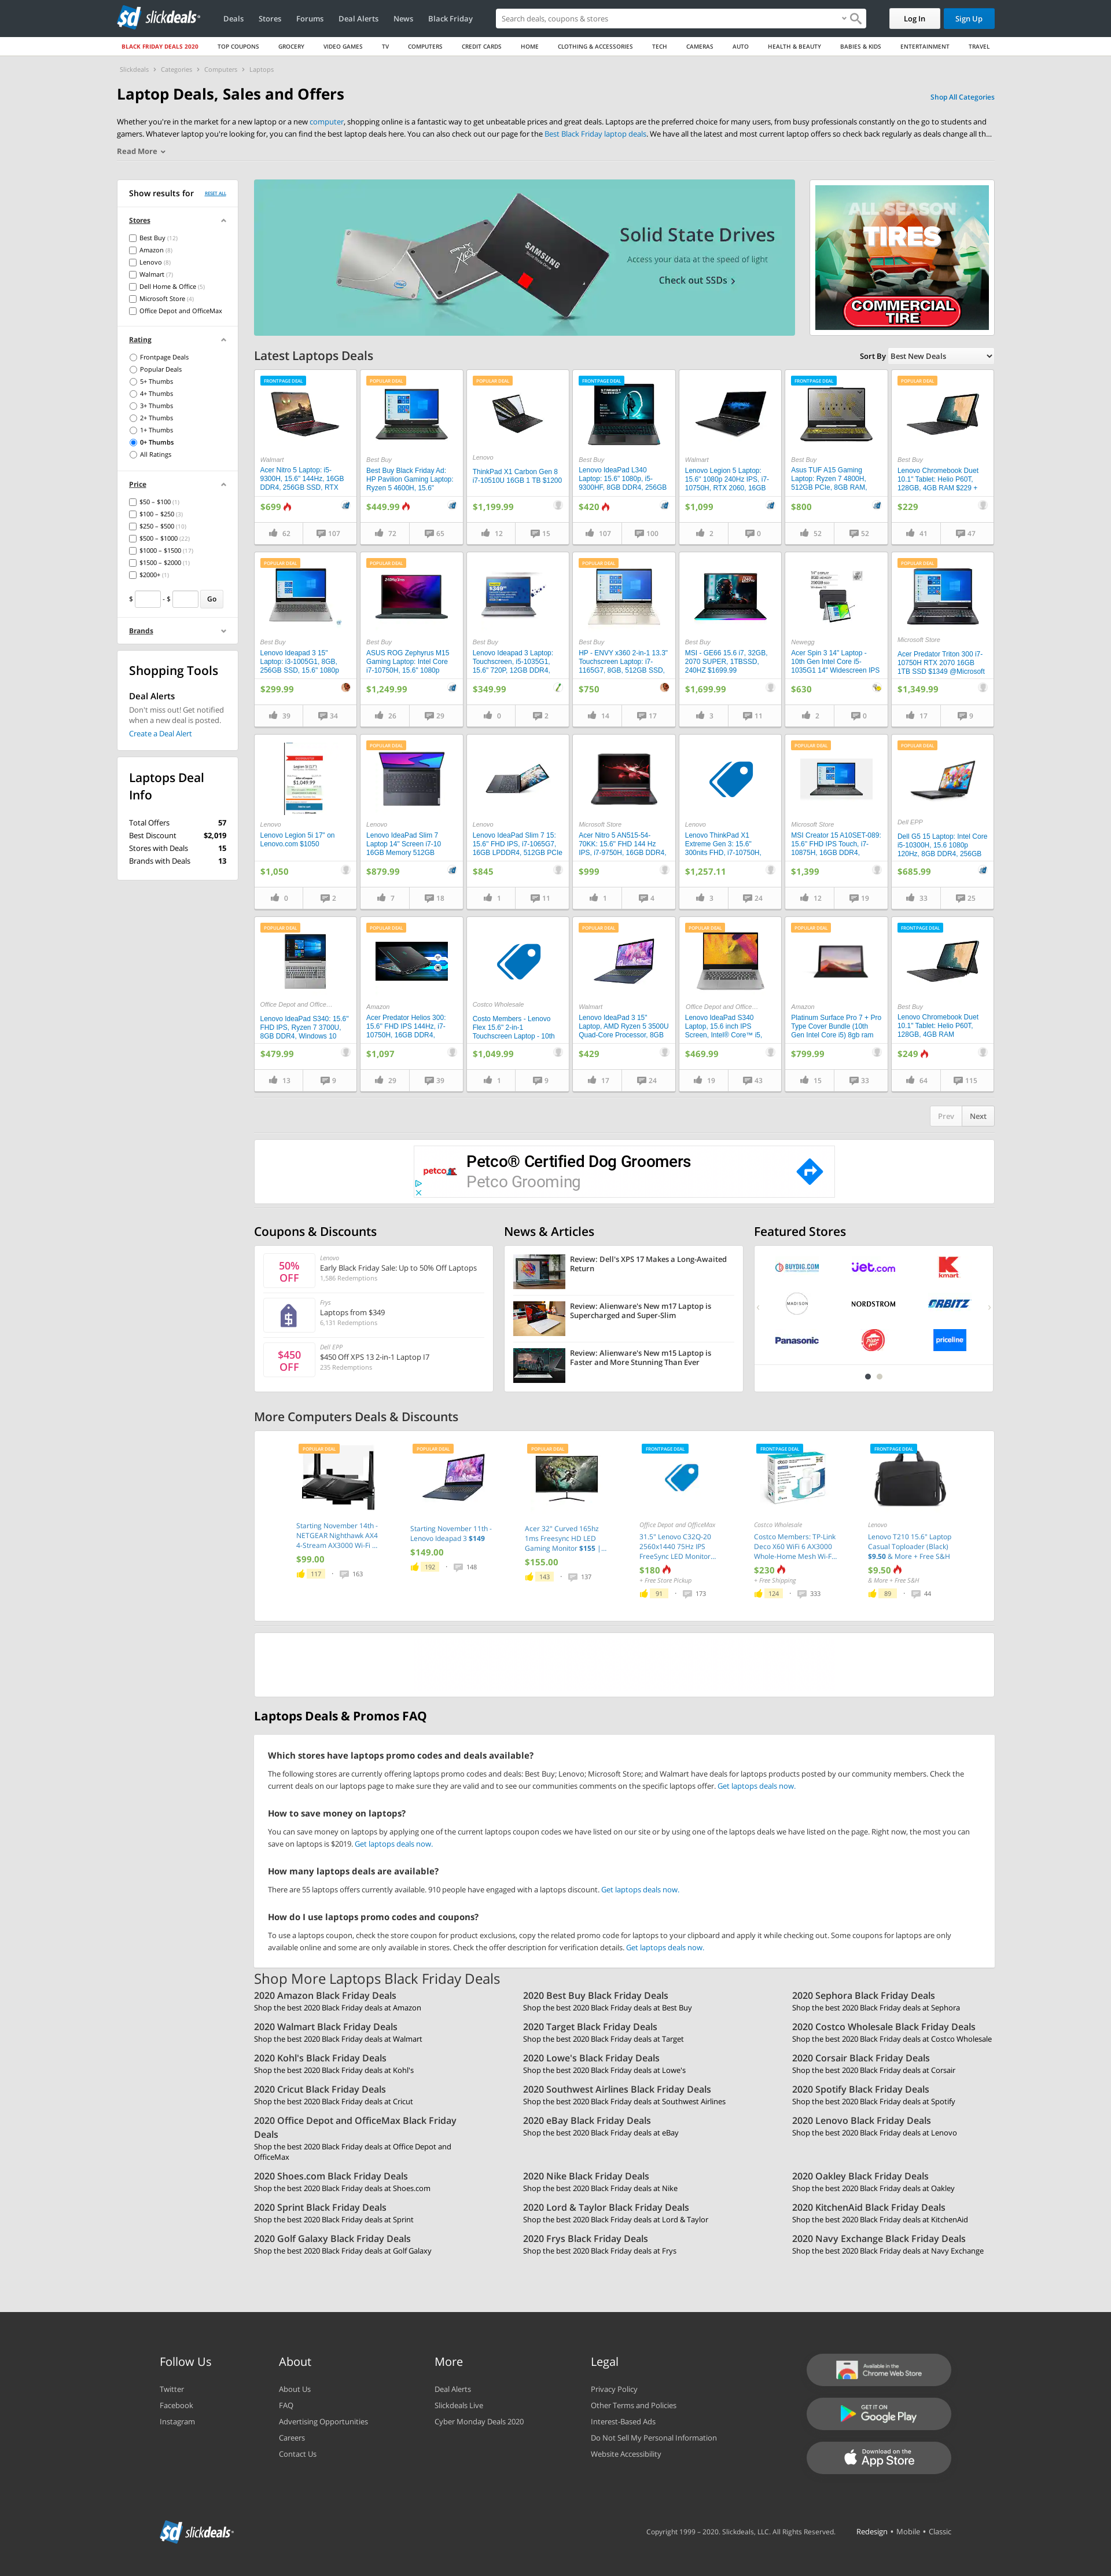 slickdeals
Deals Stores Forums Deal Alerts News Black Friday
Search deals, coupons & stores
Log In
Sign Up
BLACK FRIDAY DEALS 2020 TOP COUPONS GROCERY VIDEO GAMES TV COMPUTERS CREDIT CARDS HOME CLOTHING & ACCESSORIES TECH CAMERAS AUTO HEALTH & BEAUTY BABIES & KIDS ENTERTAINMENT TRAVEL
Slickdeals > Categories > Computers > Laptops
Laptop Deals, Sales and Offers
Shop All Categories
Whether you're in the market for a new laptop or a new computer, shopping online is a fantastic way to get unbeatable prices and great deals. Laptops are the preferred choice for many users, from busy professionals constantly on the go to students and
gamers. Whatever laptop you're looking for, you can find the best laptop deals here. You can also check out our page for the Best Black Friday laptop deals. We have all the latest and most current laptop offers so check back regularly as deals change all th...
Read More
Show results for
RESET ALL
Stores
Best Buy (12)
Amazon (8)
Lenovo (8)
Walmart (7)
Dell Home & Office (5)
Microsoft Store (4)
Office Depot and OfficeMax
Rating
Frontpage Deals
Popular Deals
5+ Thumbs
4+ Thumbs
3+ Thumbs
2+ Thumbs
1+ Thumbs
0+ Thumbs
All Ratings
Price
$50 – $100 (1)
$100 – $250 (3)
$250 – $500 (10)
$500 – $1000 (22)
$1000 – $1500 (17)
$1500 – $2000 (1)
$2000+ (1)
$ - $ Go
Brands
Shopping Tools
Deal Alerts
Don't miss out! Get notified
when a new deal is posted.
Create a Deal Alert
Laptops Deal
Info
Total Offers 57
Best Discount $2,019
Stores with Deals 15
Brands with Deals 13
Solid State Drives
Access your data at the speed of light
Check out SSDs
SAMSUNG
PNY
intel
ALL-SEASON
TIRES
COMMERCIAL
TIRE
Latest Laptops Deals
Sort By Best New Deals
FRONTPAGE DEAL
Walmart
Acer Nitro 5 Laptop: i5-
9300H, 15.6" 144Hz, 16GB
DDR4, 256GB SSD, RTX
$699
62 107
POPULAR DEAL
Best Buy
Best Buy Black Friday Ad:
HP Pavilion Gaming Laptop:
Ryzen 5 4600H, 15.6"
$449.99
72 65
POPULAR DEAL
Lenovo
ThinkPad X1 Carbon Gen 8
i7-10510U 16GB 1 TB $1200
$1,199.99
12 15
FRONTPAGE DEAL
Best Buy
Lenovo IdeaPad L340
Laptop: 15.6" 1080p, i5-
9300HF, 8GB DDR4, 256GB
$420
107 100
Walmart
Lenovo Legion 5 Laptop:
15.6" 1080p 240Hz IPS, i7-
10750H, RTX 2060, 16GB
$1,099
2 0
FRONTPAGE DEAL
Best Buy
Asus TUF A15 Gaming
Laptop: Ryzen 7 4800H,
512GB PCIe, 8GB RAM,
$800
52 52
POPULAR DEAL
Best Buy
Lenovo Chromebook Duet
10.1" Tablet: Helio P60T,
128GB, 4GB RAM $229 +
$229
41 47
POPULAR DEAL
Best Buy
Lenovo Ideapad 3 15"
Laptop: i3-1005G1, 8GB,
256GB SSD, 15.6" 1080p
$299.99
39 34
POPULAR DEAL
Best Buy
ASUS ROG Zephyrus M15
Gaming Laptop: Intel Core
i7-10750H, 15.6" 1080p
$1,249.99
26 29
Best Buy
Lenovo Ideapad 3 Laptop:
Touchscreen, i5-1035G1,
15.6" 720P, 12GB DDR4,
$349.99
0 2
POPULAR DEAL
Best Buy
HP - ENVY x360 2-in-1 13.3"
Touchscreen Laptop: i7-
1165G7, 8GB, 512GB SSD,
$750
14 17
Best Buy
MSI - GE66 15.6 i7, 32GB,
2070 SUPER, 1TBSSD,
240HZ $1699.99
$1,699.99
3 11
Newegg
Acer Spin 3 14" Laptop -
10th Gen Intel Core i5-
1035G1 14" Widescreen IPS
$630
2 0
POPULAR DEAL
Microsoft Store
Acer Predator Triton 300 i7-
10750H RTX 2070 16GB
1TB SSD $1349 @Microsoft
$1,349.99
17 9
Lenovo
Lenovo Legion 5i 17" on
Lenovo.com $1050
$1,050
0 2
POPULAR DEAL
Lenovo
Lenovo IdeaPad Slim 7
Laptop 14" Screen i7-10
16GB Memory 512GB
$879.99
7 18
Lenovo
Lenovo IdeaPad Slim 7 15:
15.6" FHD IPS, i7-1065G7,
16GB LPDDR4, 512GB PCIe
$845
1 11
Microsoft Store
Acer Nitro 5 AN515-54-
70KK: 15.6" FHD 144 Hz
IPS, i7-9750H, 16GB DDR4,
$999
1 4
Lenovo
Lenovo ThinkPad X1
Extreme Gen 3: 15.6"
300nits FHD, i7-10750H,
$1,257.11
3 24
POPULAR DEAL
Microsoft Store
MSI Creator 15 A10SET-089:
15.6" FHD IPS Touch, i7-
10875H, 16GB DDR4,
$1,399
12 19
POPULAR DEAL
Dell EPP
Dell G5 15 Laptop: Intel Core
i5-10300H, 15.6 1080p
120Hz, 8GB DDR4, 256GB
$685.99
33 25
POPULAR DEAL
Office Depot and Office...
Lenovo IdeaPad S340: 15.6"
FHD IPS, Ryzen 7 3700U,
8GB DDR4, Windows 10
$479.99
13 9
POPULAR DEAL
Amazon
Acer Predator Helios 300:
15.6" FHD IPS 144Hz, i7-
10750H, 16GB DDR4,
$1,097
29 39
Costco Wholesale
Costo Members - Lenovo
Flex 15.6" 2-in-1
Touchscreen Laptop - 10th
$1,049.99
1 9
POPULAR DEAL
Walmart
Lenovo IdeaPad 3 15"
Laptop, AMD Ryzen 5 3500U
Quad-Core Processor, 8GB
$429
17 24
POPULAR DEAL
Office Depot and Office...
Lenovo IdeaPad S340
Laptop, 15.6 inch IPS
Screen, Intel® Core™ i5,
$469.99
19 43
POPULAR DEAL
Amazon
Platinum Surface Pro 7 + Pro
Type Cover Bundle (10th
Gen Intel Core i5) 8gb ram
$799.99
15 33
FRONTPAGE DEAL
Best Buy
Lenovo Chromebook Duet
10.1" Tablet: Helio P60T,
128GB, 4GB RAM
$249
64 115
Prev Next
petco
Petco® Certified Dog Groomers
Petco Grooming
Coupons & Discounts
50%
OFF
Lenovo
Early Black Friday Sale: Up to 50% Off Laptops
1,586 Redemptions
Frys
Laptops from $349
6,131 Redemptions
$450
OFF
Dell EPP
$450 Off XPS 13 2-in-1 Laptop I7
235 Redemptions
News & Articles
Review: Dell's XPS 17 Makes a Long-Awaited
Return
Review: Alienware's New m17 Laptop is
Supercharged and Super-Slim
Review: Alienware's New m15 Laptop is
Faster and More Stunning Than Ever
Featured Stores
BUYDIG.COM jet.com Kmart
MADISON NORDSTROM ORBITZ
Panasonic Pizza Hut priceline
More Computers Deals & Discounts
POPULAR DEAL
Starting November 14th -
NETGEAR Nighthawk AX4
4-Stream AX3000 Wi-Fi ...
$99.00
117 · 163
POPULAR DEAL
Starting November 11th -
Lenovo Ideapad 3 $149
$149.00
192 · 148
POPULAR DEAL
Acer 32" Curved 165hz
1ms Freesync HD LED
Gaming Monitor $155 |...
$155.00
143 · 137
FRONTPAGE DEAL
Office Depot and OfficeMax
31.5" Lenovo C32Q-20
2560x1440 75Hz IPS
FreeSync LED Monitor...
$180
+ Free Store Pickup
91 · 173
FRONTPAGE DEAL
Costco Wholesale
Costco Members: TP-Link
Deco X60 WiFi 6 AX3000
Whole-Home Mesh Wi-F...
$230
+ Free Shipping
124 · 333
FRONTPAGE DEAL
Lenovo
Lenovo T210 15.6" Laptop
Casual Toploader (Black)
$9.50 & More + Free S&H
$9.50
& More + Free S&H
89 · 44
Laptops Deals & Promos FAQ
Which stores have laptops promo codes and deals available?
The following stores are currently offering laptops promo codes and deals: Best Buy; Lenovo; Microsoft Store; and Walmart have deals for laptops products posted by our community members. Check the
current deals on our laptops page to make sure they are valid and to see our communities comments on the specific laptops offer. Get laptops deals now.
How to save money on laptops?
You can save money on laptops by applying one of the current laptops coupon codes we have listed on our site or by using one of the laptops deals we have listed on the page. Right now, the most you can
save on laptops is $2019. Get laptops deals now.
How many laptops deals are available?
There are 55 laptops offers currently available. 910 people have engaged with a laptops discount. Get laptops deals now.
How do I use laptops promo codes and coupons?
To use a laptops coupon, check the store coupon for product exclusions, copy the related promo code for laptops to your clipboard and apply it while checking out. Some coupons for laptops are only
available online and some are only available in stores. Check the offer description for verification details. Get laptops deals now.
Shop More Laptops Black Friday Deals
2020 Amazon Black Friday Deals
Shop the best 2020 Black Friday deals at Amazon
2020 Best Buy Black Friday Deals
Shop the best 2020 Black Friday deals at Best Buy
2020 Sephora Black Friday Deals
Shop the best 2020 Black Friday deals at Sephora
2020 Walmart Black Friday Deals
Shop the best 2020 Black Friday deals at Walmart
2020 Target Black Friday Deals
Shop the best 2020 Black Friday deals at Target
2020 Costco Wholesale Black Friday Deals
Shop the best 2020 Black Friday deals at Costco Wholesale
2020 Kohl's Black Friday Deals
Shop the best 2020 Black Friday deals at Kohl's
2020 Lowe's Black Friday Deals
Shop the best 2020 Black Friday deals at Lowe's
2020 Corsair Black Friday Deals
Shop the best 2020 Black Friday deals at Corsair
2020 Cricut Black Friday Deals
Shop the best 2020 Black Friday deals at Cricut
2020 Southwest Airlines Black Friday Deals
Shop the best 2020 Black Friday deals at Southwest Airlines
2020 Spotify Black Friday Deals
Shop the best 2020 Black Friday deals at Spotify
2020 Office Depot and OfficeMax Black Friday
Deals
Shop the best 2020 Black Friday deals at Office Depot and
OfficeMax
2020 eBay Black Friday Deals
Shop the best 2020 Black Friday deals at eBay
2020 Lenovo Black Friday Deals
Shop the best 2020 Black Friday deals at Lenovo
2020 Shoes.com Black Friday Deals
Shop the best 2020 Black Friday deals at Shoes.com
2020 Nike Black Friday Deals
Shop the best 2020 Black Friday deals at Nike
2020 Oakley Black Friday Deals
Shop the best 2020 Black Friday deals at Oakley
2020 Sprint Black Friday Deals
Shop the best 2020 Black Friday deals at Sprint
2020 Lord & Taylor Black Friday Deals
Shop the best 2020 Black Friday deals at Lord & Taylor
2020 KitchenAid Black Friday Deals
Shop the best 2020 Black Friday deals at KitchenAid
2020 Golf Galaxy Black Friday Deals
Shop the best 2020 Black Friday deals at Golf Galaxy
2020 Frys Black Friday Deals
Shop the best 2020 Black Friday deals at Frys
2020 Navy Exchange Black Friday Deals
Shop the best 2020 Black Friday deals at Navy Exchange
Follow Us
Twitter
Facebook
Instagram
About
About Us
FAQ
Advertising Opportunities
Careers
Contact Us
More
Deal Alerts
Slickdeals Live
Cyber Monday Deals 2020
Legal
Privacy Policy
Other Terms and Policies
Interest-Based Ads
Do Not Sell My Personal Information
Website Accessibility
Available in the
Chrome Web Store
GET IT ON
Google Play
Download on the
App Store
slickdeals
Copyright 1999 – 2020. Slickdeals, LLC. All Rights Reserved.
Redesign • Mobile • Classic